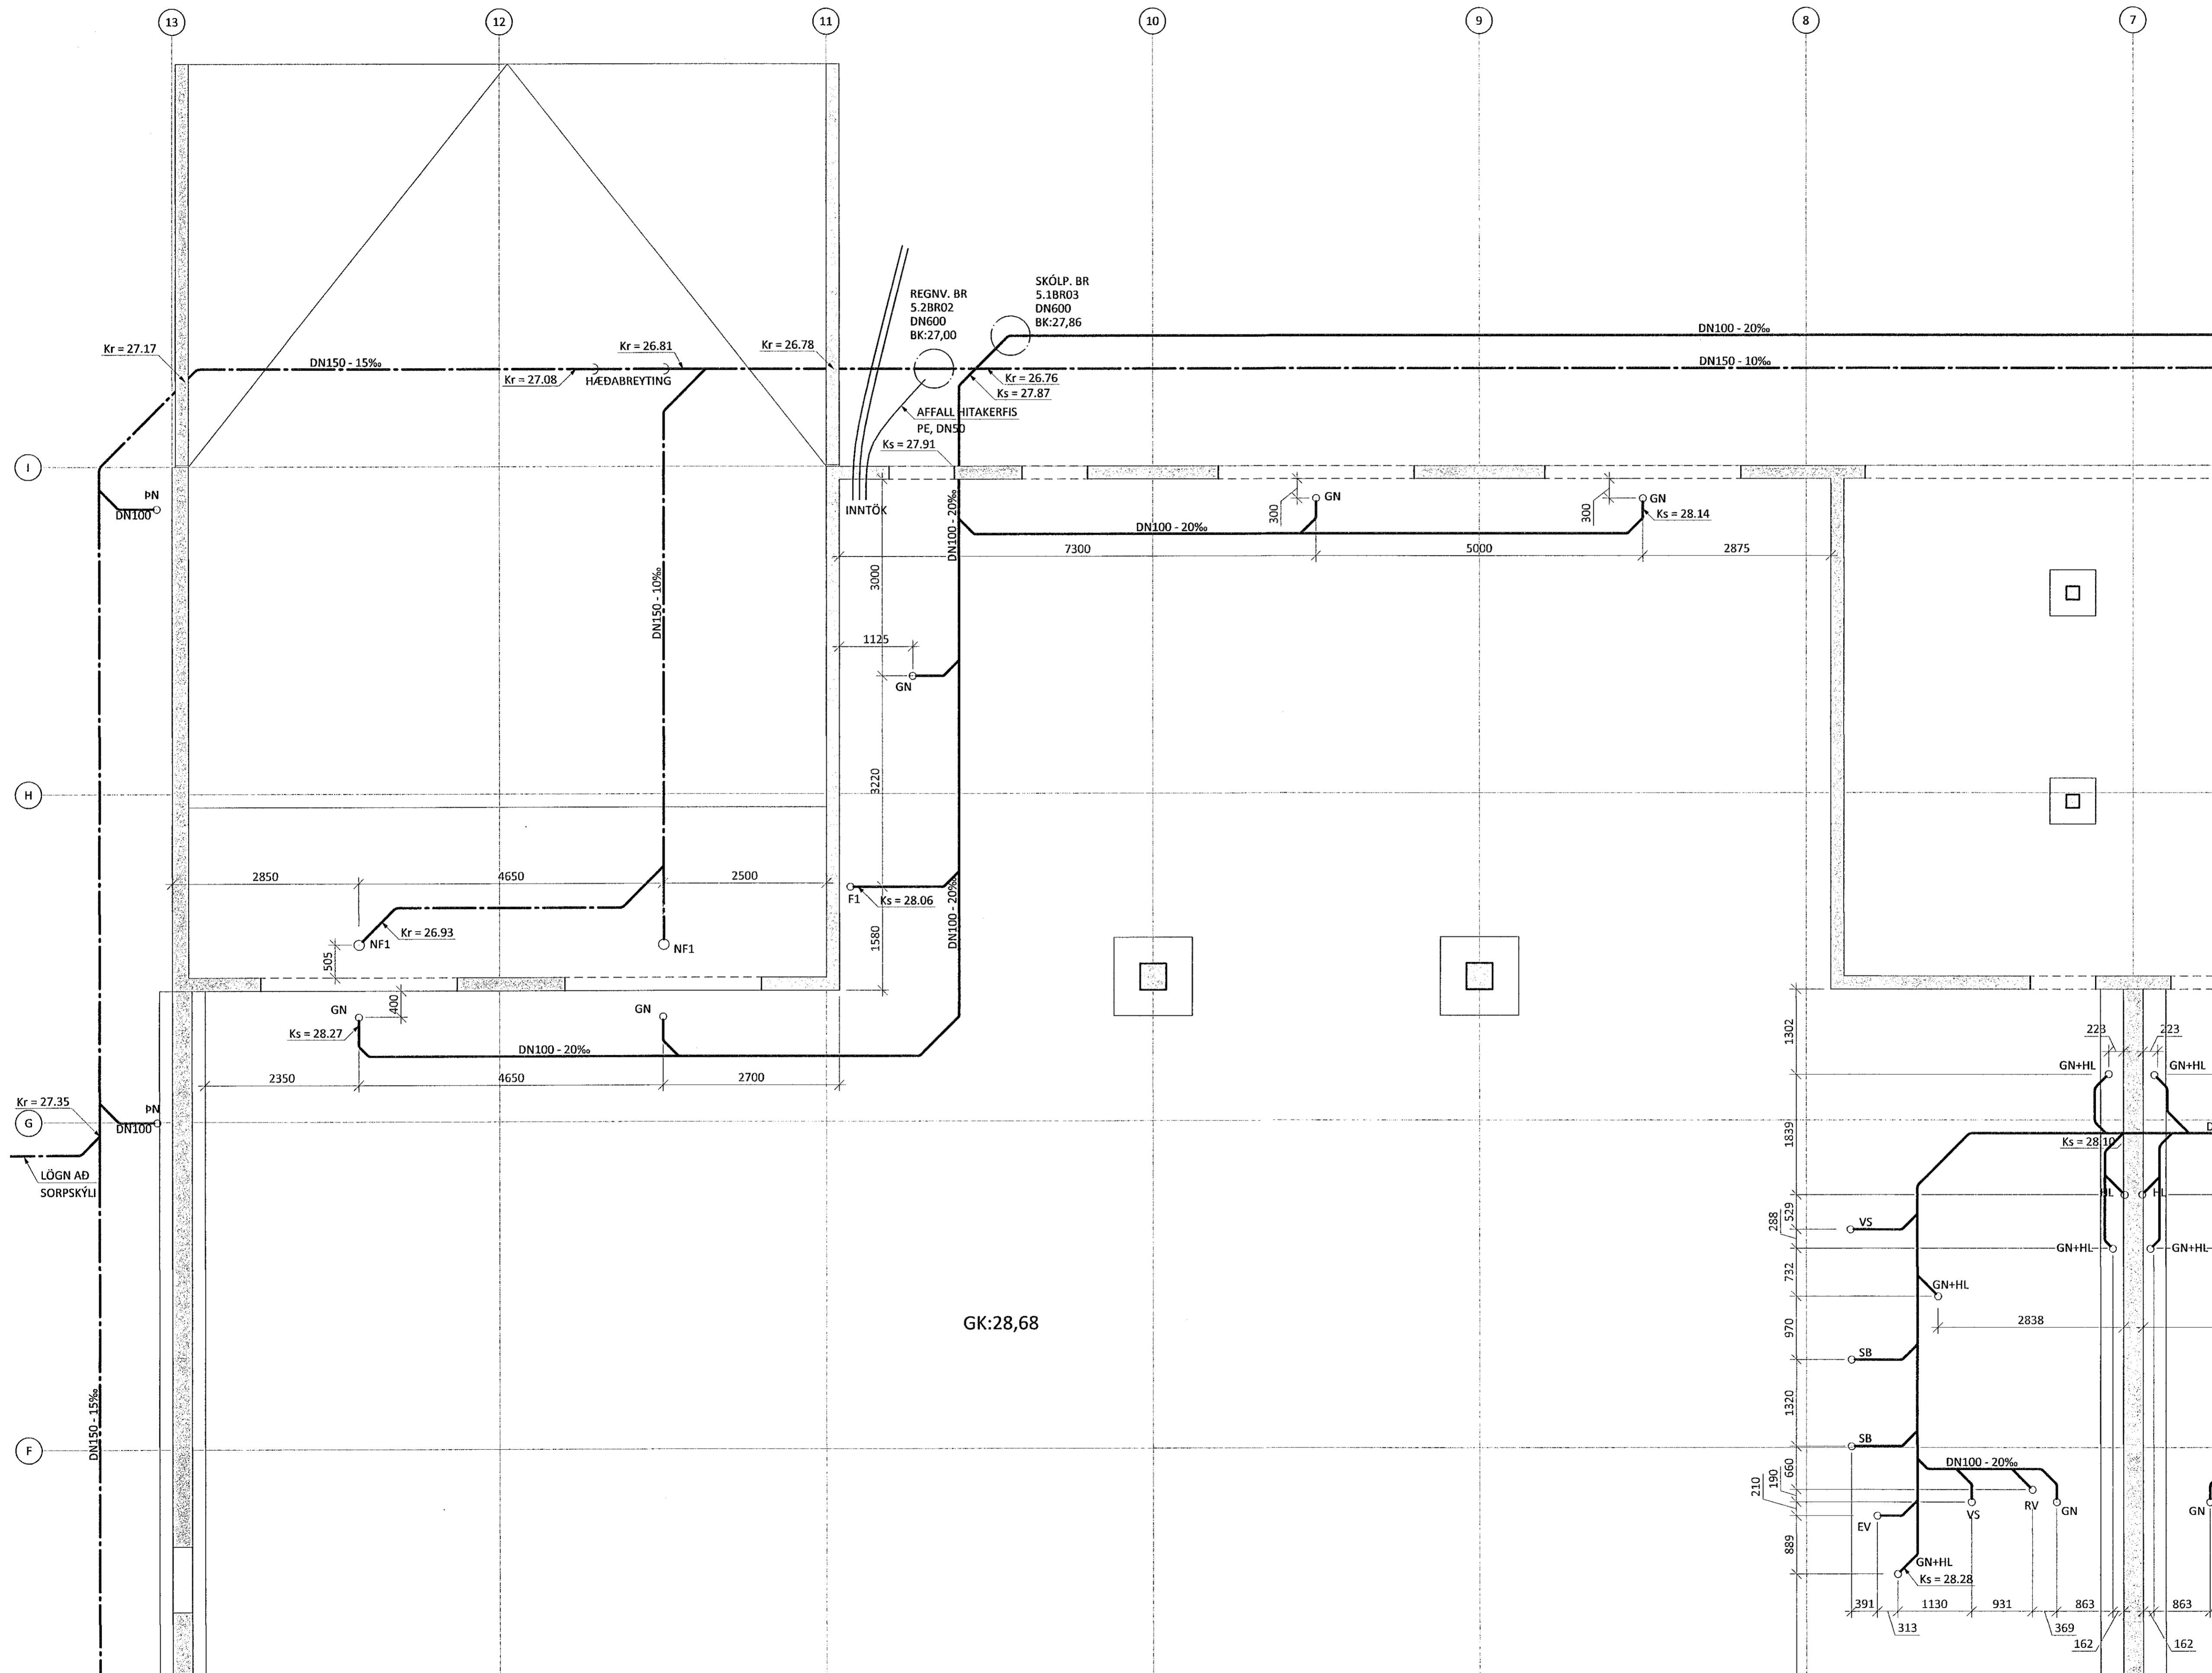 13
12
11
10
9
8
7
REGNV. BR
5.2BR02
DN600
BK:27,00
SKÓLP. BR
5.1BR03
DN600
BK:27,86
Kr = 27.17
DN150 - 15‰
Kr = 27.08
HÆÐABREYTING
Kr = 26.81
Kr = 26.78
DN100 - 20‰
DN150 - 10‰
Kr = 26.76
Ks = 27.87
AFFALL HITAKERFIS
PE, DN50
Ks = 27.91
I
ÞN
DN100
INNTÖK
DN100 - 20‰
300
GN
300
GN
Ks = 28.14
DN100 - 20‰
7300
5000
2875
3000
DN150 - 10‰
1125
GN
3220
H
2850
4650
2500
F1
Ks = 28.06
DN100 - 20‰
1580
Kr = 26.93
NF1
NF1
505
400
GN
GN
Ks = 28.27
DN100 - 20‰
2350
4650
2700
1302
223
223
GN+HL
GN+HL
Kr = 27.35
ÞN
G
DN100
1839
Ks = 28.10
D
LÖGN AÐ
SORPSKÝLI
HL
HL
529
288
VS
GN+HL
GN+HL
732
GN+HL
GK:28,68
970
2838
SB
1320
DN150 - 15‰
F
SB
660
190
210
DN100 - 20‰
EV
VS
RV
GN
GN
889
GN+HL
Ks = 28.28
391
1130
931
863
863
313
369
162
162